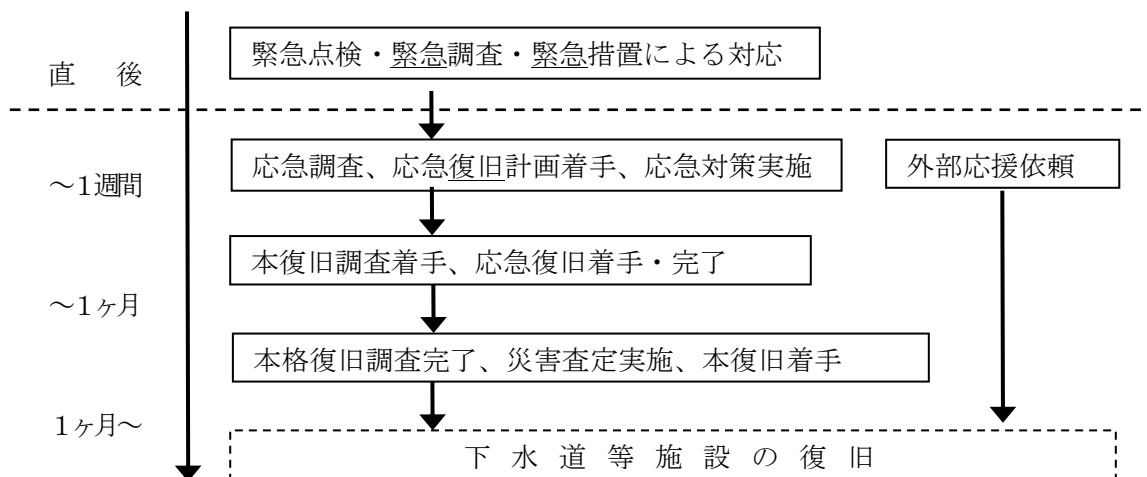 緊急点検・緊急調査・緊急措置による対応
直　後
応急調査、応急復旧計画着手、応急対策実施
外部応援依頼
～１週間
本復旧調査着手、応急復旧着手・完了
～１ヶ月
本格復旧調査完了、災害査定実施、本復旧着手
１ヶ月～
下 水 道 等 施 設 の 復 旧